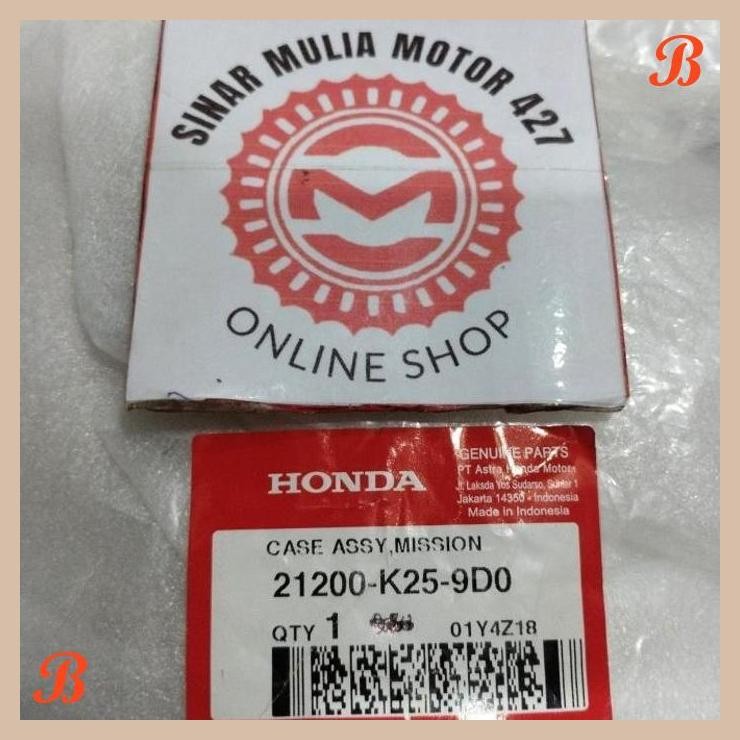 B
SINAR MULIA MOTOR 427
M
ONLINE SHOP
GENUINE PARTS
HONDA
PT Astra Honda Motor
Jl. Laksda Yos Sudarso, Sunter 1
Jakarta 14350 - Indonesia
Made in Indonesia
CASE ASSY,MISSION
21200-K25-9D0
QTY 1
01Y4Z18
B